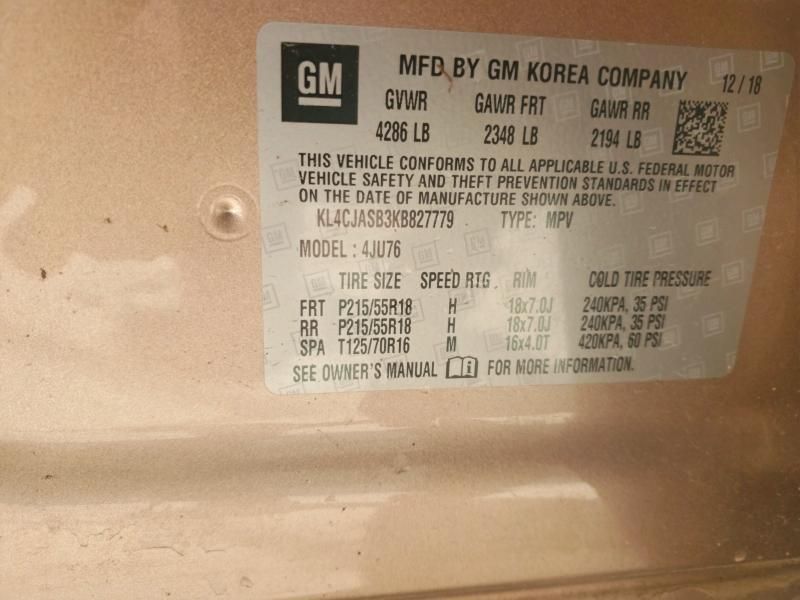 GM
MFD BY GM KOREA COMPANY 12 / 18
GVWR GAWR FRT GAWR RR
4286 LB 2348 LB 2194 LB
THIS VEHICLE CONFORMS TO ALL APPLICABLE U.S. FEDERAL MOTOR
VEHICLE SAFETY AND THEFT PREVENTION STANDARDS IN EFFECT
ON THE DATE OF MANUFACTURE SHOWN ABOVE.
KL4CJASB3KB827779 TYPE: MPV
MODEL : 4JU76
TIRE SIZE SPEED RTG RIM COLD TIRE PRESSURE
FRT P215/55R18 H 18x7.0J 240KPA, 35 PSI
RR P215/55R18 H 18x7.0J 240KPA, 35 PSI
SPA T125/70R16 M 16x4.0T 420KPA, 60 PSI
SEE OWNER'S MANUAL FOR MORE INFORMATION.